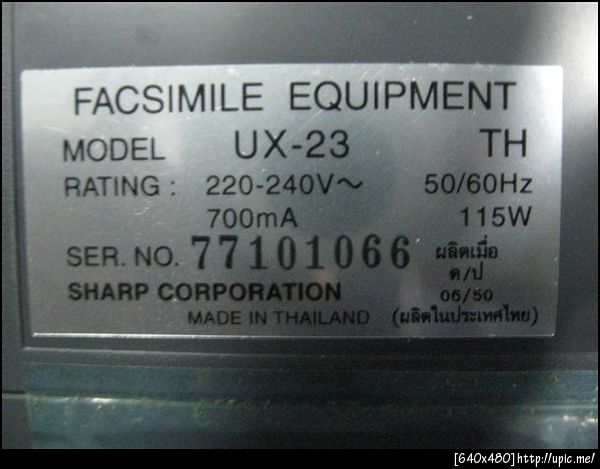 FACSIMILE EQUIPMENT
MODEL UX-23 TH
RATING : 220-240V~ 50/60Hz
700mA 115W
SER. NO. 77101066 ผลิตเมื่อ
ด/ป
SHARP CORPORATION 06/50
MADE IN THAILAND (ผลิตในประเทศไทย)
[640x480]http://upic.me/